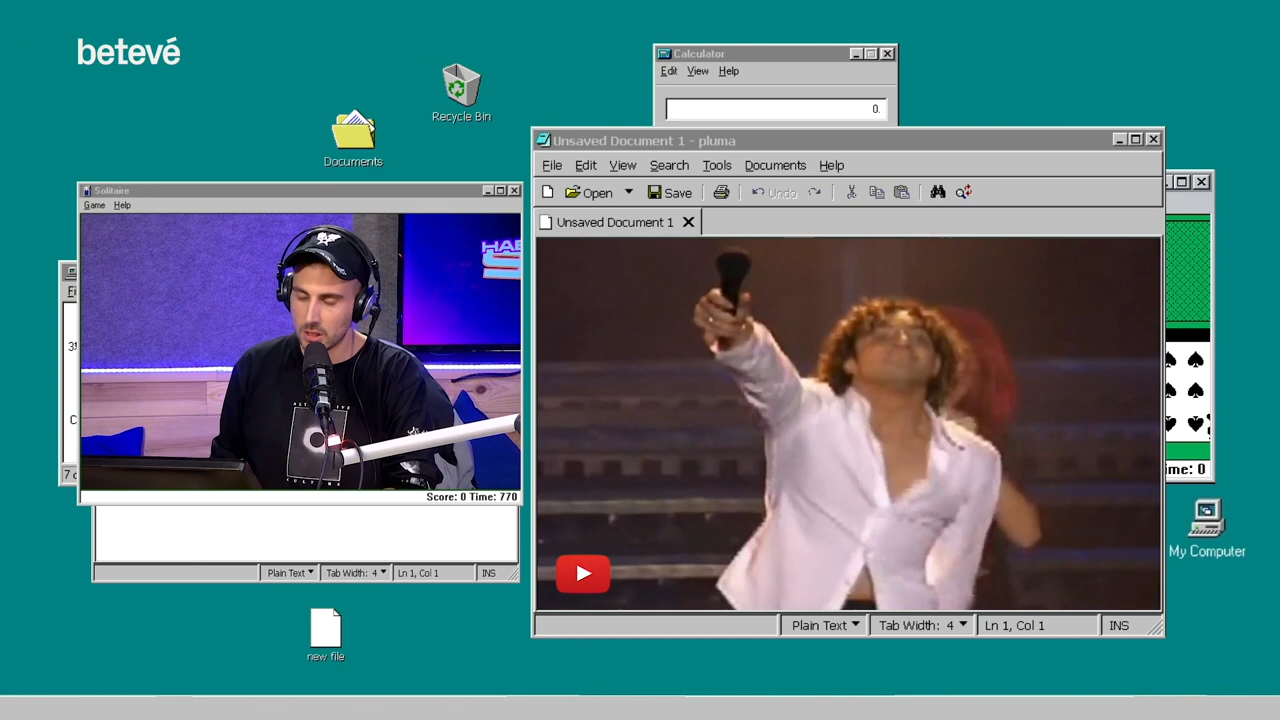 betevé
Recycle Bin
Documents
Calculator
Edit View Help
0.
Unsaved Document 1 - pluma
File Edit View Search Tools Documents Help
Open Save Undo
Unsaved Document 1
Solitaire
Game Help
HAB
ALT
CULTURE
Score: 0 Time: 770
Plain Text Tab Width: 4 Ln 1, Col 1 INS
Plain Text Tab Width: 4 Ln 1, Col 1 INS
ime: 0
My Computer
new file